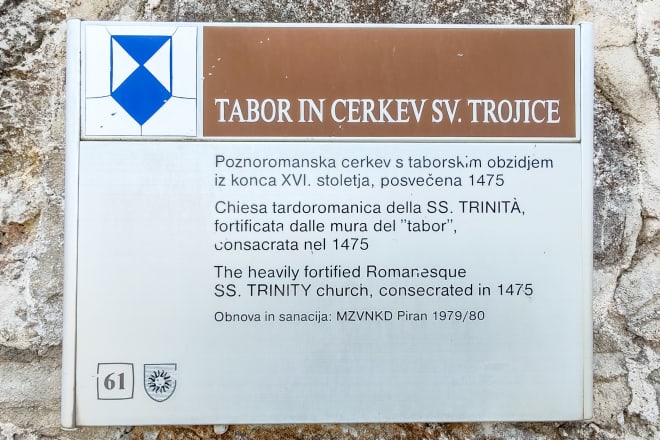 TABOR IN CERKEV SV. TROJICE
Poznoromanska cerkev s taborskim obzidjem
iz konca XVI. stoletja, posvečena 1475
Chiesa tardoromanica della SS. TRINITÀ,
fortificata dalle mura del "tabor",
consacrata nel 1475
The heavily fortified Romanesque
SS. TRINITY church, consecrated in 1475
Obnova in sanacija: MZVNKD Piran 1979/80
61